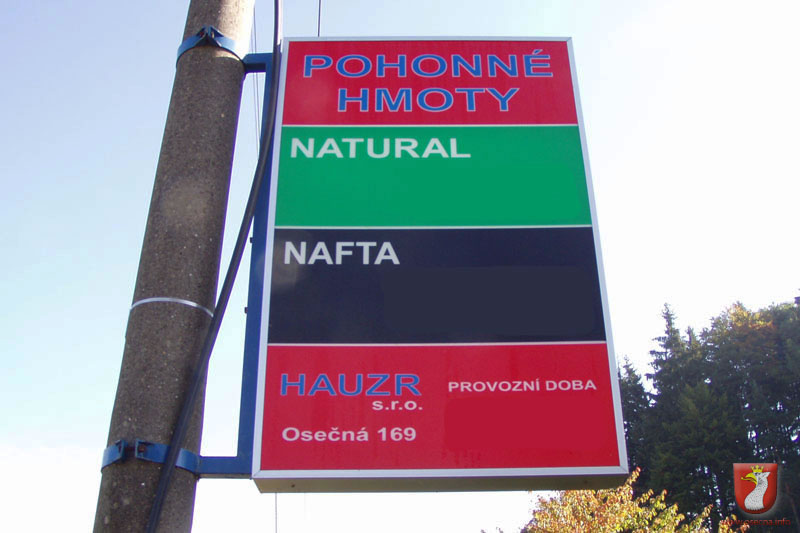 POHONNÉ
HMOTY
NATURAL
NAFTA
HAUZR
s.r.o.
PROVOZNÍ DOBA
Osečná 169